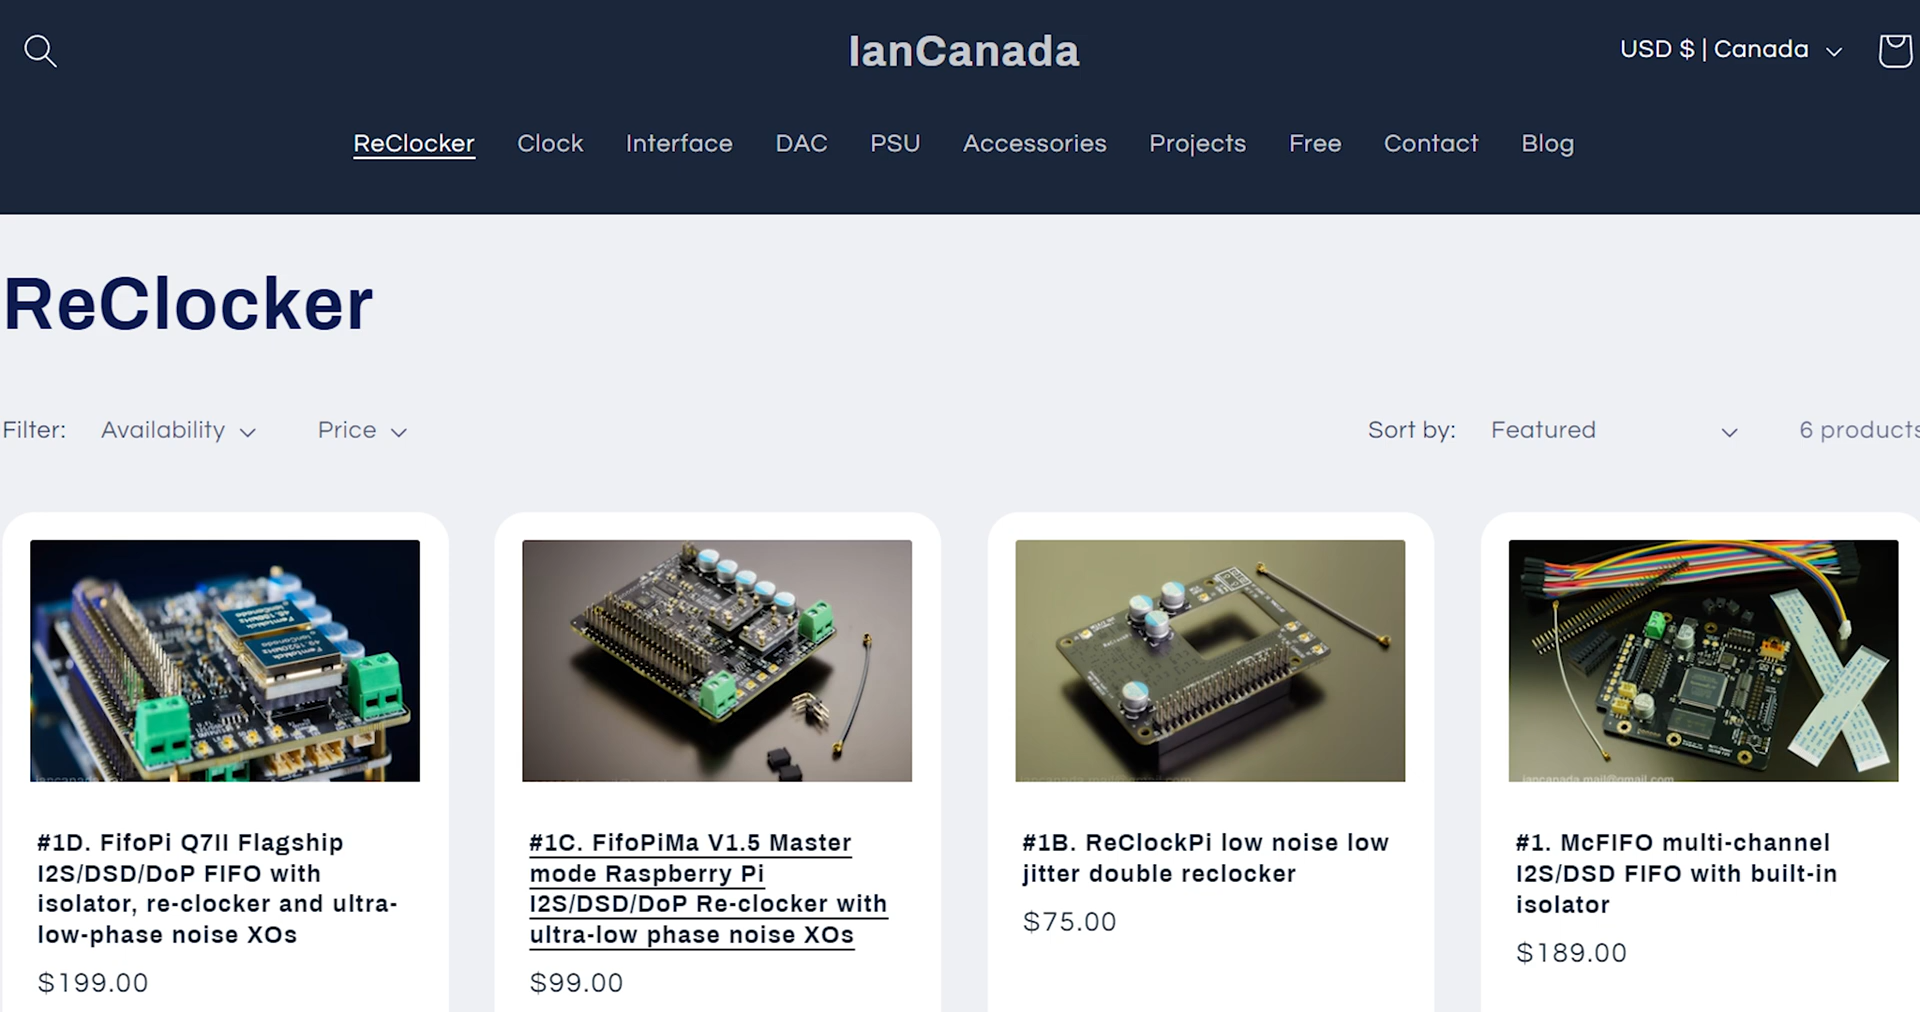 IanCanada
USD $ | Canada
ReClocker Clock Interface DAC PSU Accessories Projects Free Contact Blog
ReClocker
Filter: Availability Price
Sort by: Featured
6 products
#1D. FifoPi Q7II Flagship
I2S/DSD/DoP FIFO with
isolator, re-clocker and ultra-
low-phase noise XOs
$199.00
#1C. FifoPiMa V1.5 Master
mode Raspberry Pi
I2S/DSD/DoP Re-clocker with
ultra-low phase noise XOs
$99.00
#1B. ReClockPi low noise low
jitter double reclocker
$75.00
iancanada.mail@gmail.com
#1. McFIFO multi-channel
I2S/DSD FIFO with built-in
isolator
$189.00